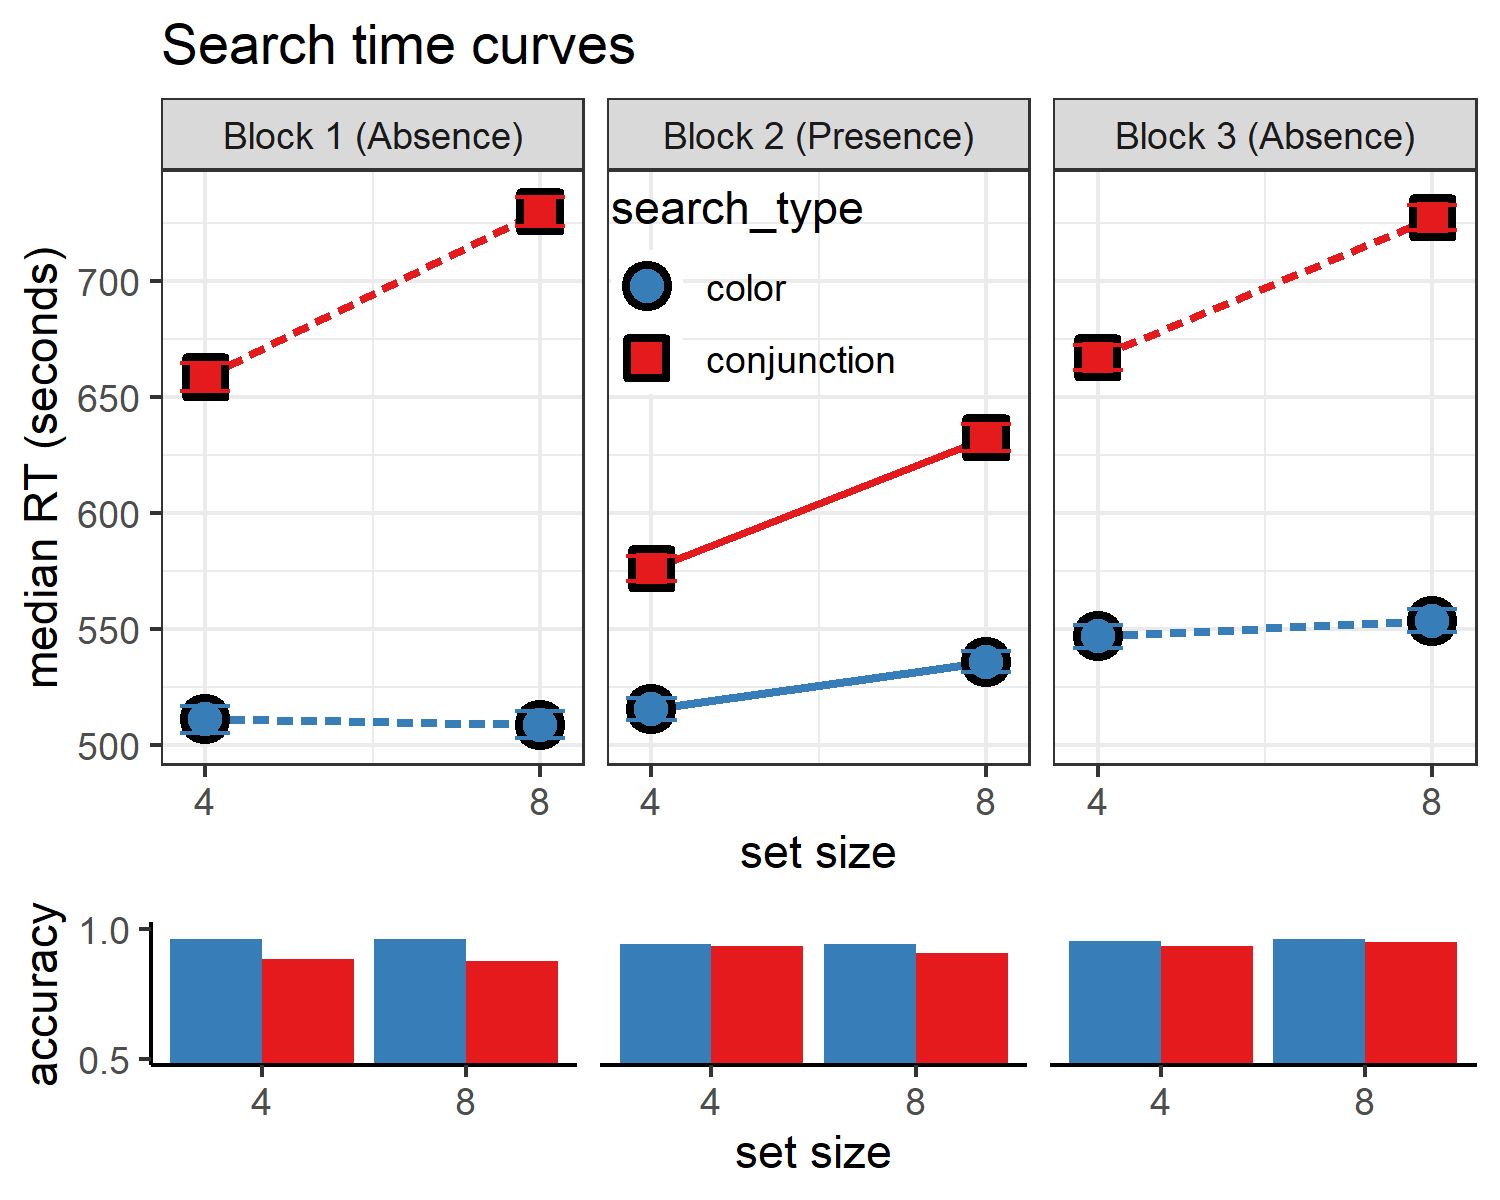 Search time curves
Block 1 (Absence)
Block 2 (Presence)
Block 3 (Absence)
median RT (seconds)
700
650
600
550
500
search_type
color
conjunction
4
8
4
8
4
8
set size
accuracy
1.0
0.5
4
8
4
8
4
8
set size